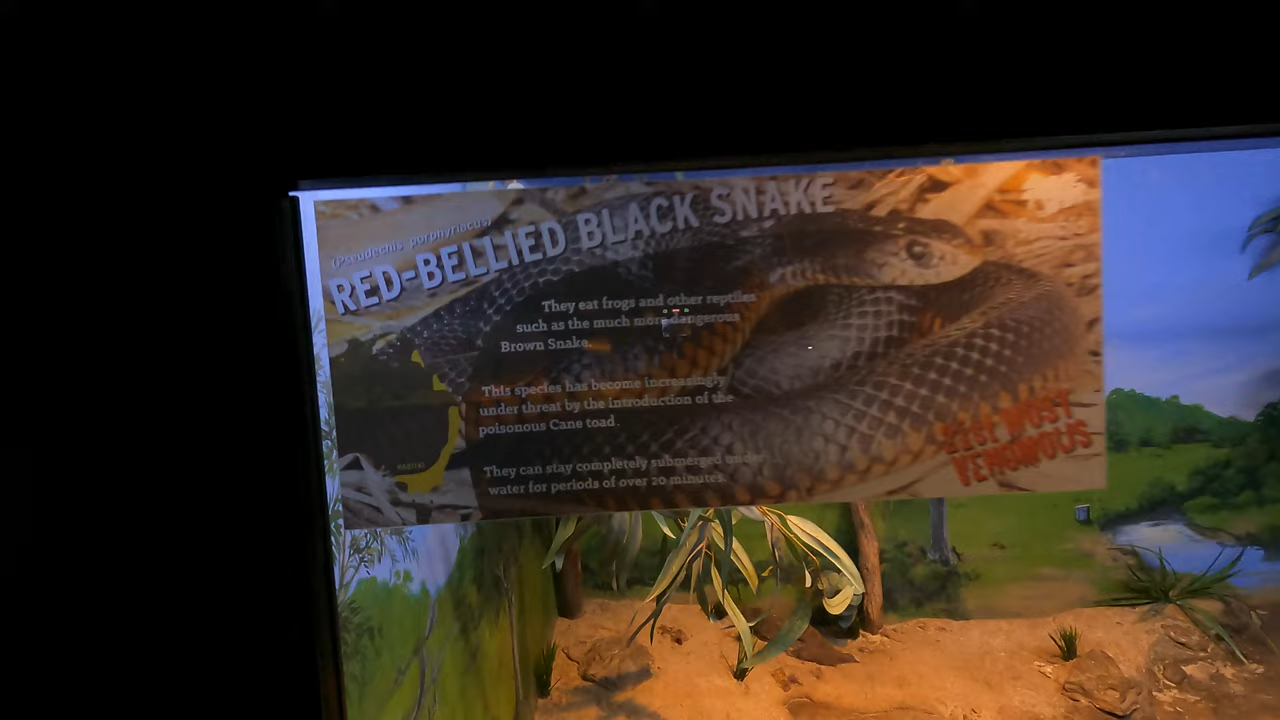 (Pseudechis porphyriacus)
RED-BELLIED BLACK SNAKE
They eat frogs and other reptiles
such as the much more dangerous
Brown Snake.
This species has become increasingly
under threat by the introduction of the
poisonous Cane toad.
They can stay completely submerged under
water for periods of over 20 minutes.
HABITAT
21st MOST
VENOMOUS